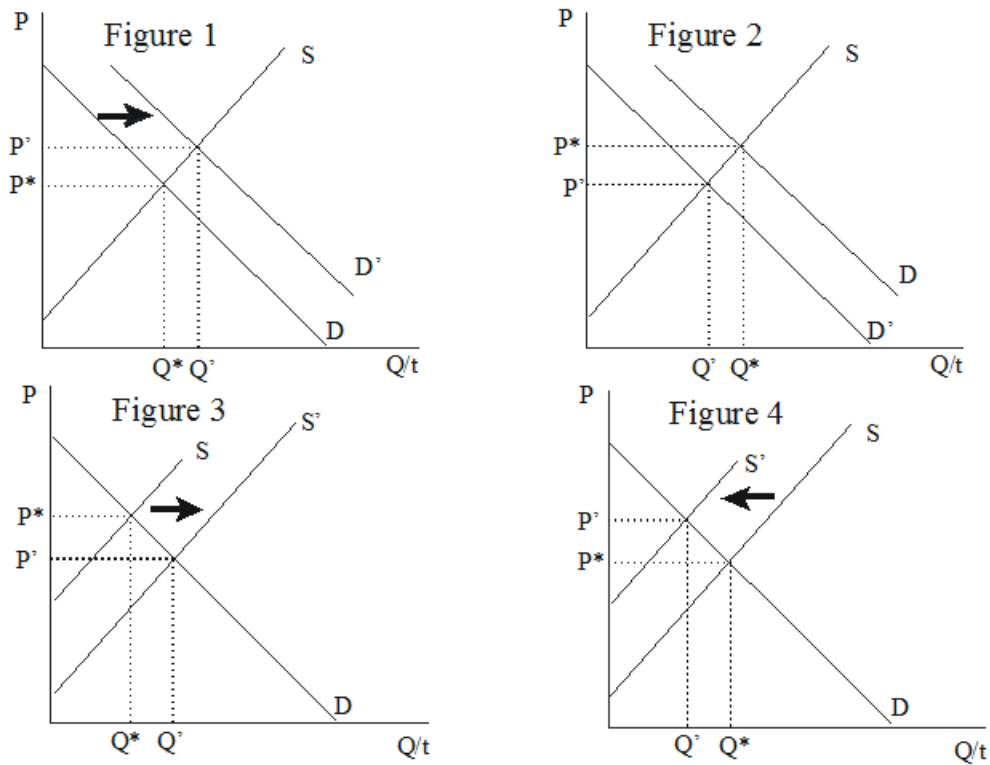 P
Figure 1
S
P'
P*
D'
D
Q* Q'
Q/t
P
Figure 2
S
P*
P'
D
D'
Q' Q*
Q/t
P
Figure 3
S'
S
P*
P'
D
Q* Q'
Q/t
P
Figure 4
S
S'
P'
P*
D
Q' Q*
Q/t